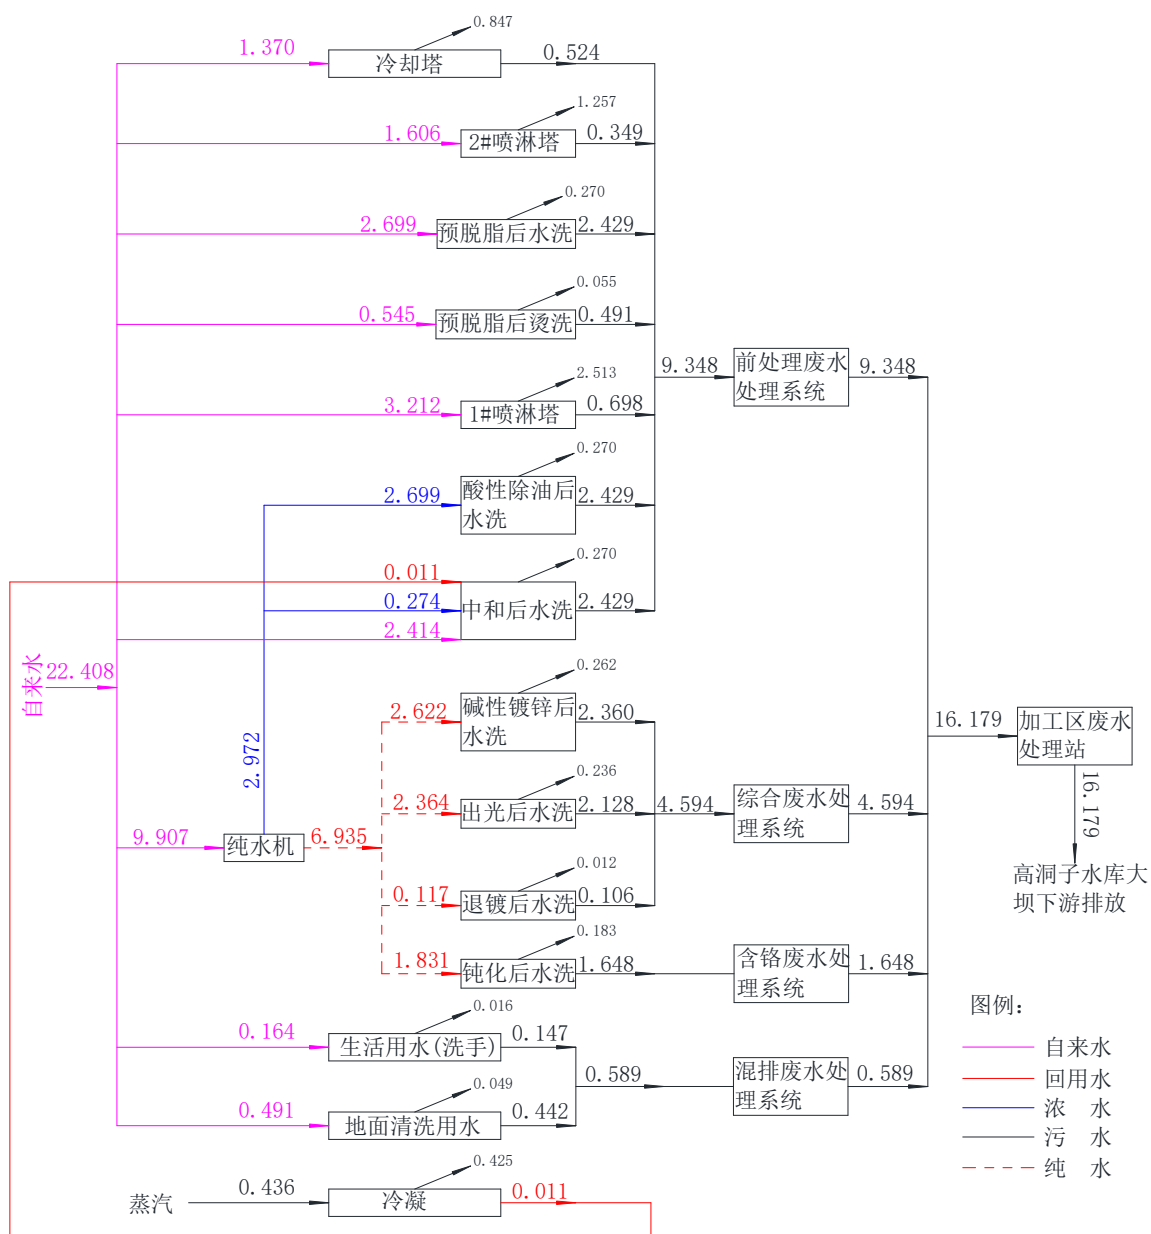 0.847
1.370
冷却塔
0.524
1.257
1.606
2#喷淋塔
0.349
0.270
2.699
预脱脂后水洗
2.429
0.055
0.545
预脱脂后烫洗
0.491
9.348
前处理废水
处理系统
9.348
2.513
3.212
1#喷淋塔
0.698
0.270
2.699
酸性除油后
水洗
2.429
0.270
0.011
0.274
中和后水洗
2.429
2.414
自来水
22.408
0.262
2.622
碱性镀锌后
水洗
2.360
16.179
加工区废水
处理站
2.972
0.236
2.364
出光后水洗
2.128
4.594
综合废水处
理系统
4.594
16.179
9.907
纯水机
6.935
高洞子水库大
坝下游排放
0.012
0.117
退镀后水洗
0.106
0.183
1.831
钝化后水洗
1.648
含铬废水处
理系统
1.648
0.016
0.164
生活用水(洗手)
0.147
0.589
混排废水处
理系统
0.589
0.049
0.491
地面清洗用水
0.442
0.425
蒸汽
0.436
冷凝
0.011
图例：
自来水
回用水
浓 水
污 水
纯 水